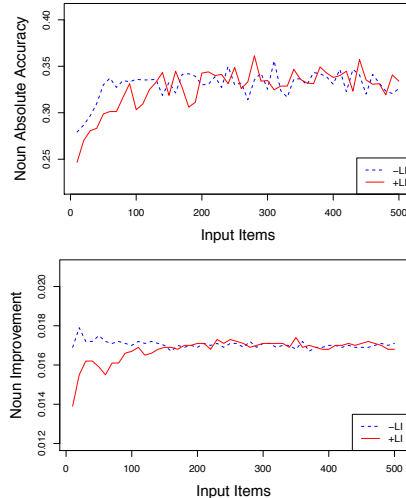 Noun Absolute Accuracy
0.40
0.35
0.30
0.25
0
100
200
300
400
500
Input Items
−LI
+LI
Noun Improvement
0.020
0.018
0.016
0.014
0.012
0
100
200
300
400
500
Input Items
−LI
+LI